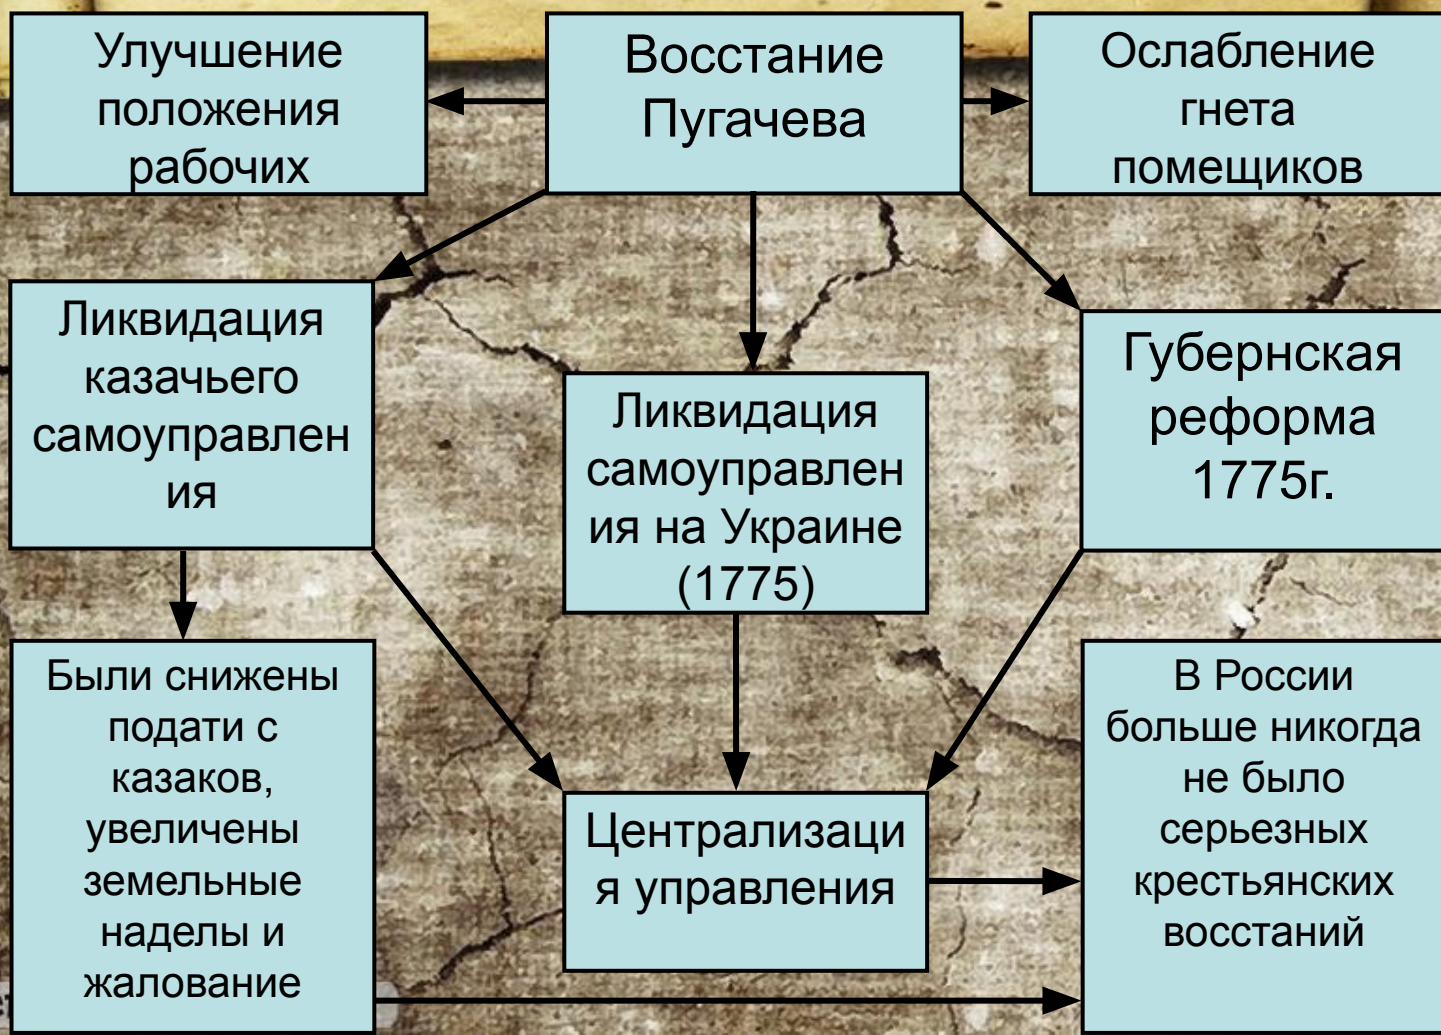 Улучшение
положения
рабочих
Восстание
Пугачева
Ослабление
гнета
помещиков
Ликвидация
казачьего
самоуправлен
ия
Ликвидация
самоуправлен
ия на Украине
(1775)
Губернская
реформа
1775г.
Были снижены
подати с
казаков,
увеличены
земельные
наделы и
жалование
Централизаци
я управления
В России
больше никогда
не было
серьезных
крестьянских
восстаний